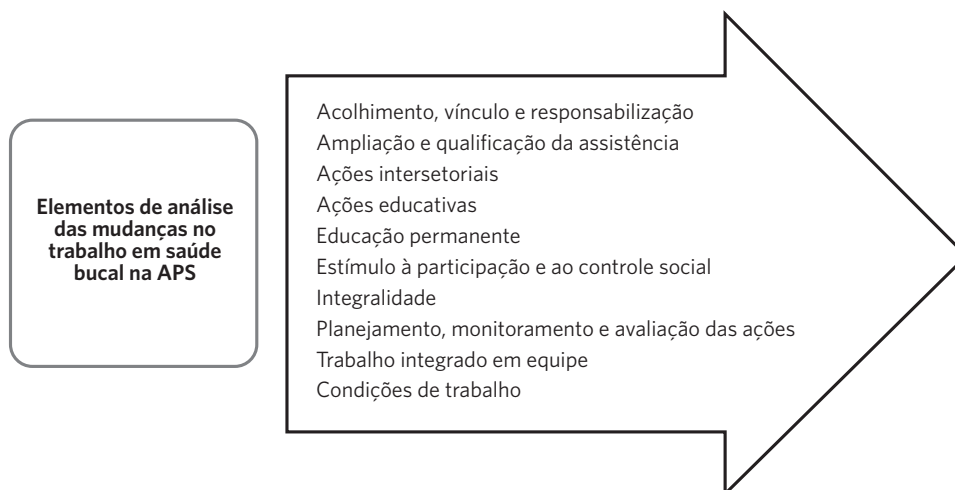 Elementos de análise
das mudanças no
trabalho em saúde
bucal na APS
Acolhimento, vínculo e responsabilização
Ampliação e qualificação da assistência
Ações intersetoriais
Ações educativas
Educação permanente
Estímulo à participação e ao controle social
Integralidade
Planejamento, monitoramento e avaliação das ações
Trabalho integrado em equipe
Condições de trabalho